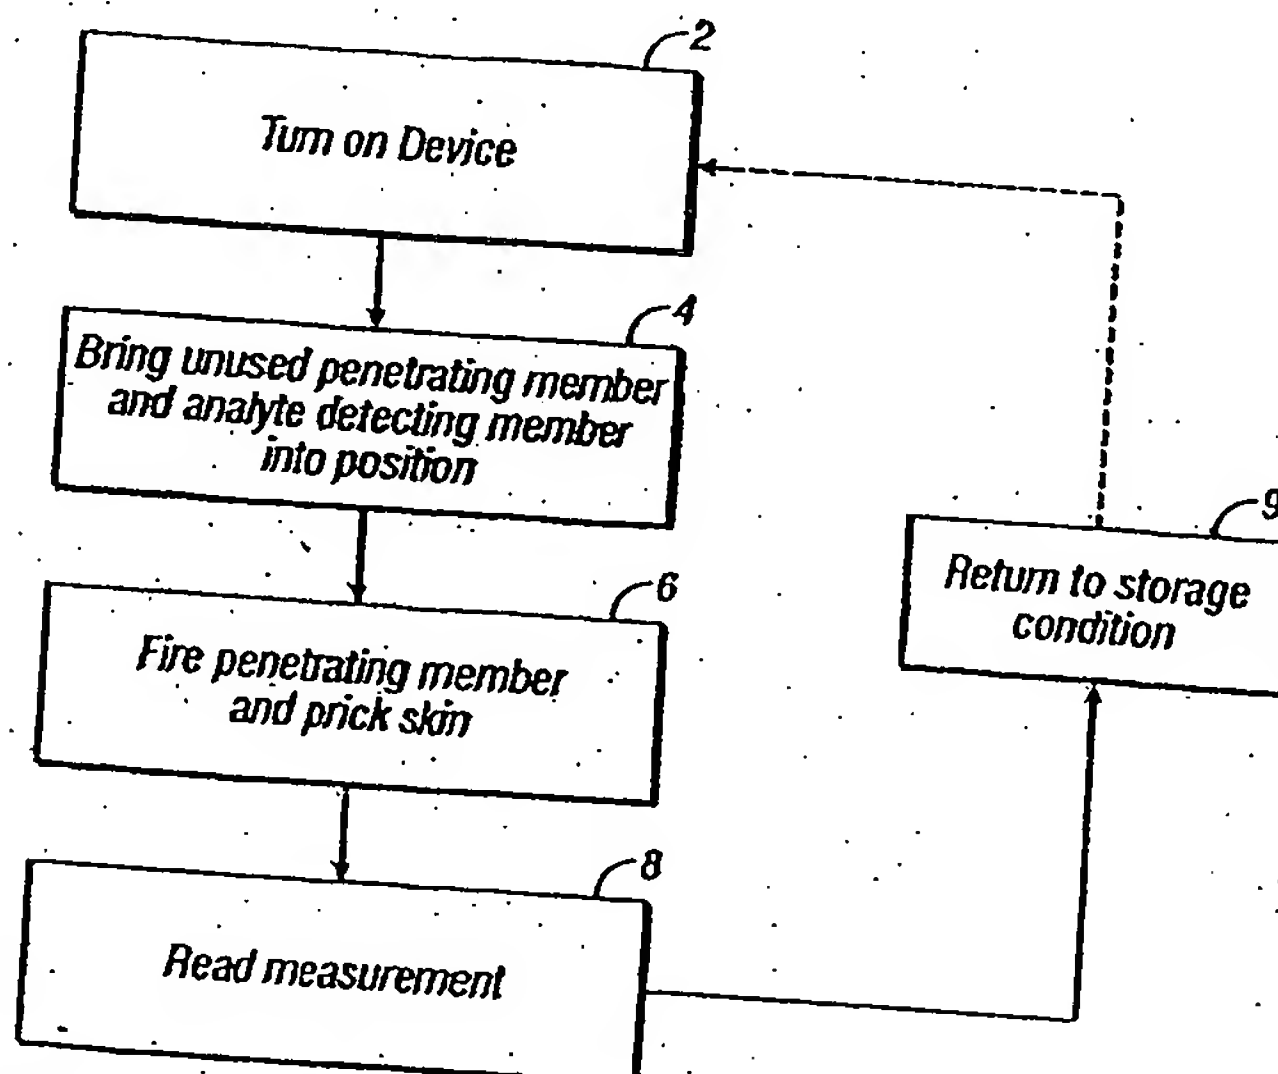 2
Turn on Device
4
Bring unused penetrating member
and analyte detecting member
into position
6
Fire penetrating member
and prick skin
9
Return to storage
condition
8
Read measurement